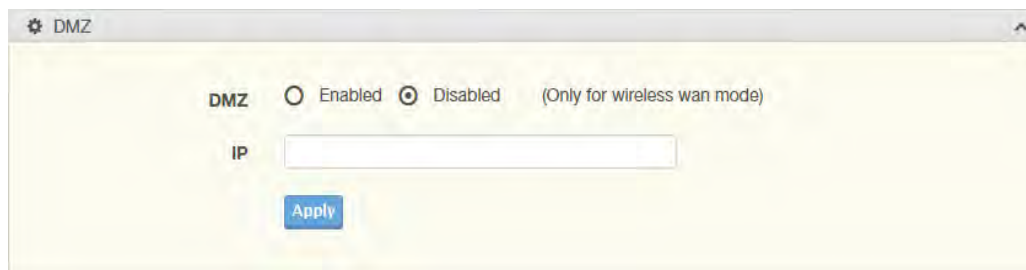 DMZ
DMZ Enabled Disabled (Only for wireless wan mode)
IP
Apply